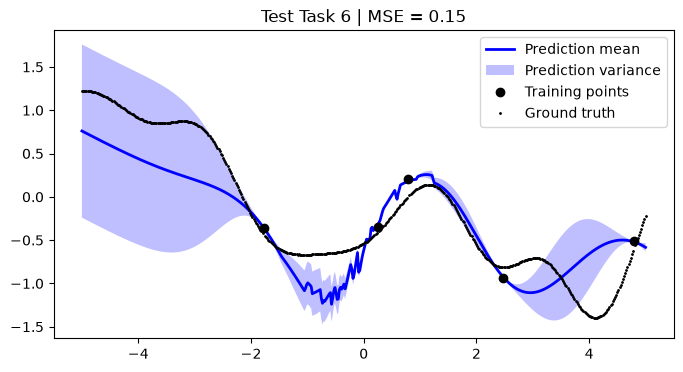 Test Task 6 | MSE = 0.15
Prediction mean
Prediction variance
Training points
Ground truth
1.5
1.0
0.5
0.0
−0.5
−1.0
−1.5
−4
−2
0
2
4